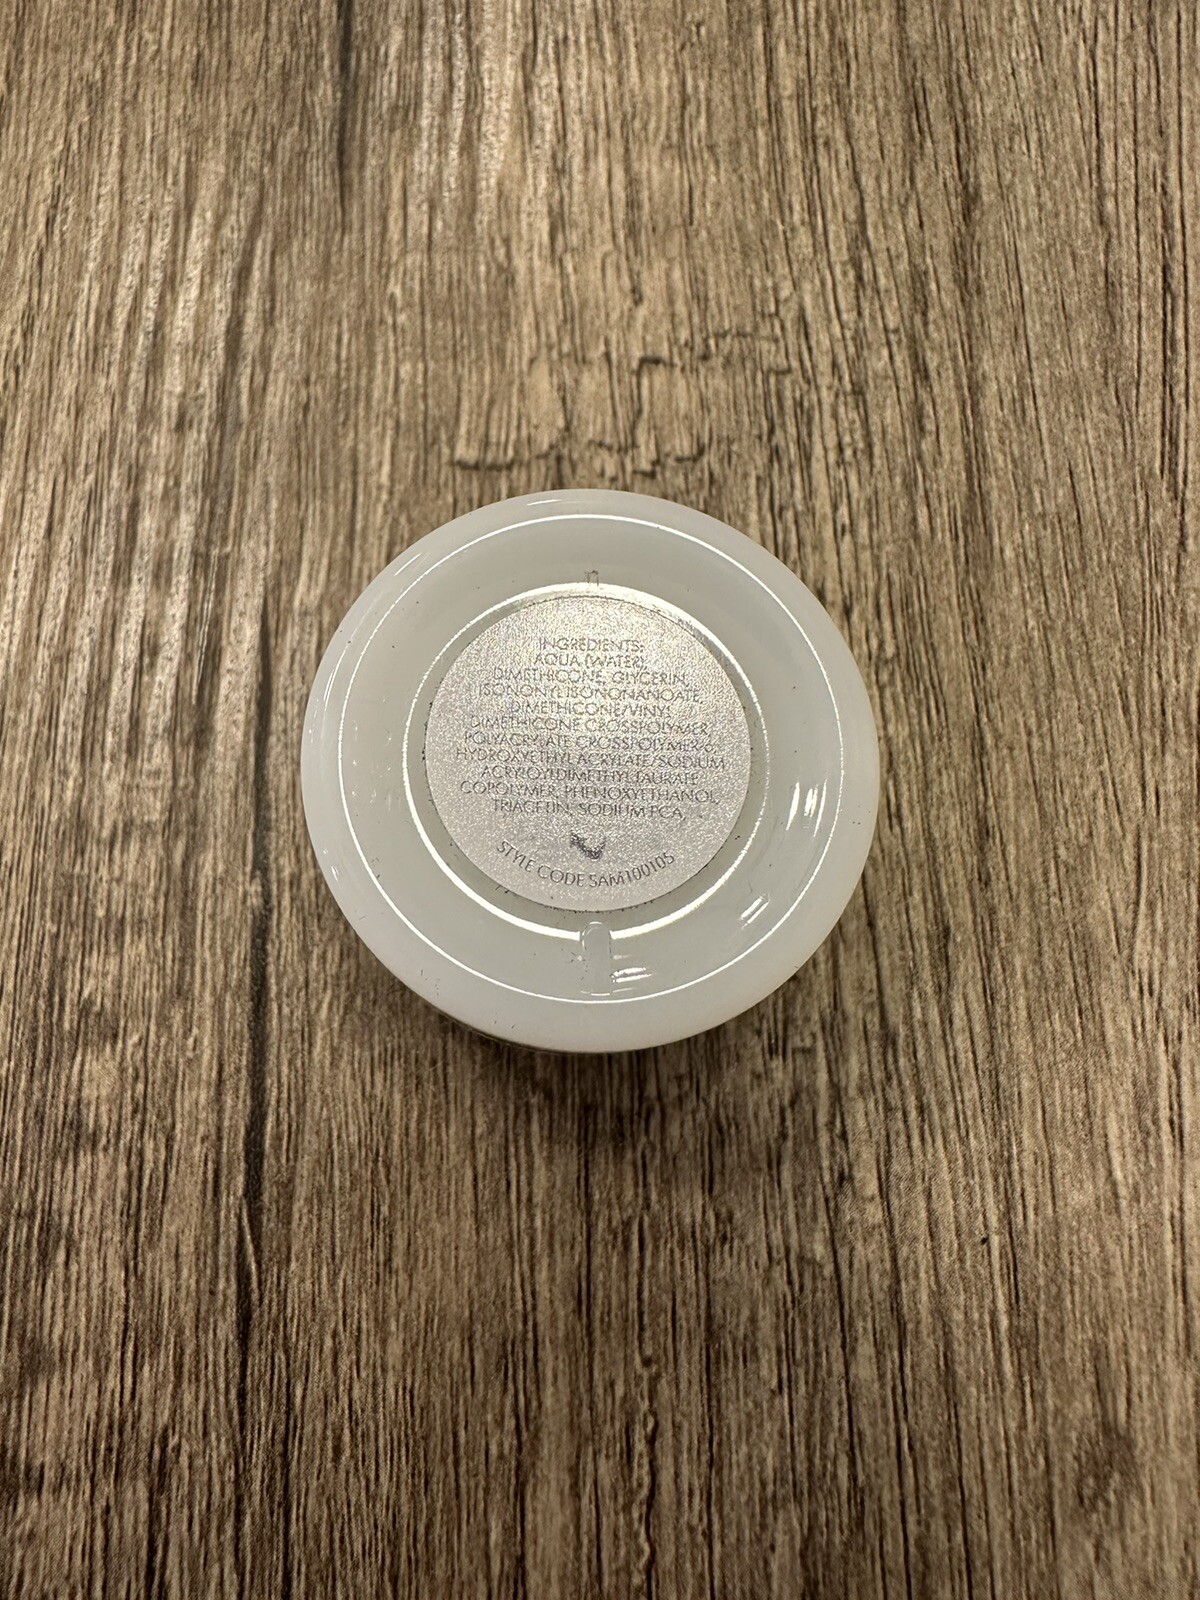 INGREDIENTS:
AQUA (WATER),
DIMETHICONE, GLYCERIN,
ISONONYL ISONONANOATE,
DIMETHICONE/VINYL
DIMETHICONE CROSSPOLYMER,
POLYACRYLATE CROSSPOLYMER-6,
HYDROXYETHYL ACRYLATE/SODIUM
ACRYLOYLDIMETHYL TAURATE
COPOLYMER, PHENOXYETHANOL,
TRIACETIN, SODIUM PCA,
STYLE CODE SAM100105